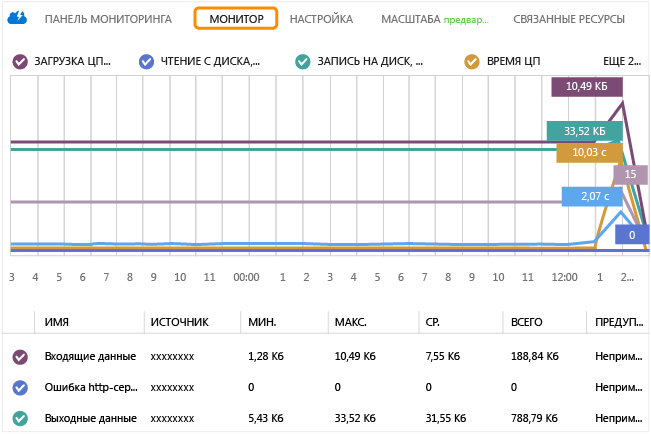 ПАНЕЛЬ МОНИТОРИНГА МОНИТОР НАСТРОЙКА МАСШТАБА предвар... СВЯЗАННЫЕ РЕСУРСЫ
ЗАГРУЗКА ЦП... ЧТЕНИЕ С ДИСКА,... ЗАПИСЬ НА ДИСК, ... ВРЕМЯ ЦП ЕЩЕ 2...
10,49 КБ
33,52 КБ
10,03 с
15
2,07 с
0
3 4 5 6 7 8 9 10 11 00:00 1 2 3 4 5 6 7 8 9 10 11 12:00 1 2...
ИМЯ ИСТОЧНИК МИН. МАКС. СР. ВСЕГО ПРЕДУП...
Входящие данные xxxxxxxx 1,28 Кб 10,49 Кб 7,55 Кб 188,84 Кб Неприм...
Ошибка http-сер... xxxxxxxx 0 0 0 0 Неприм...
Выходные данные xxxxxxxx 5,43 Кб 33,52 Кб 31,55 Кб 788,79 Кб Неприм...